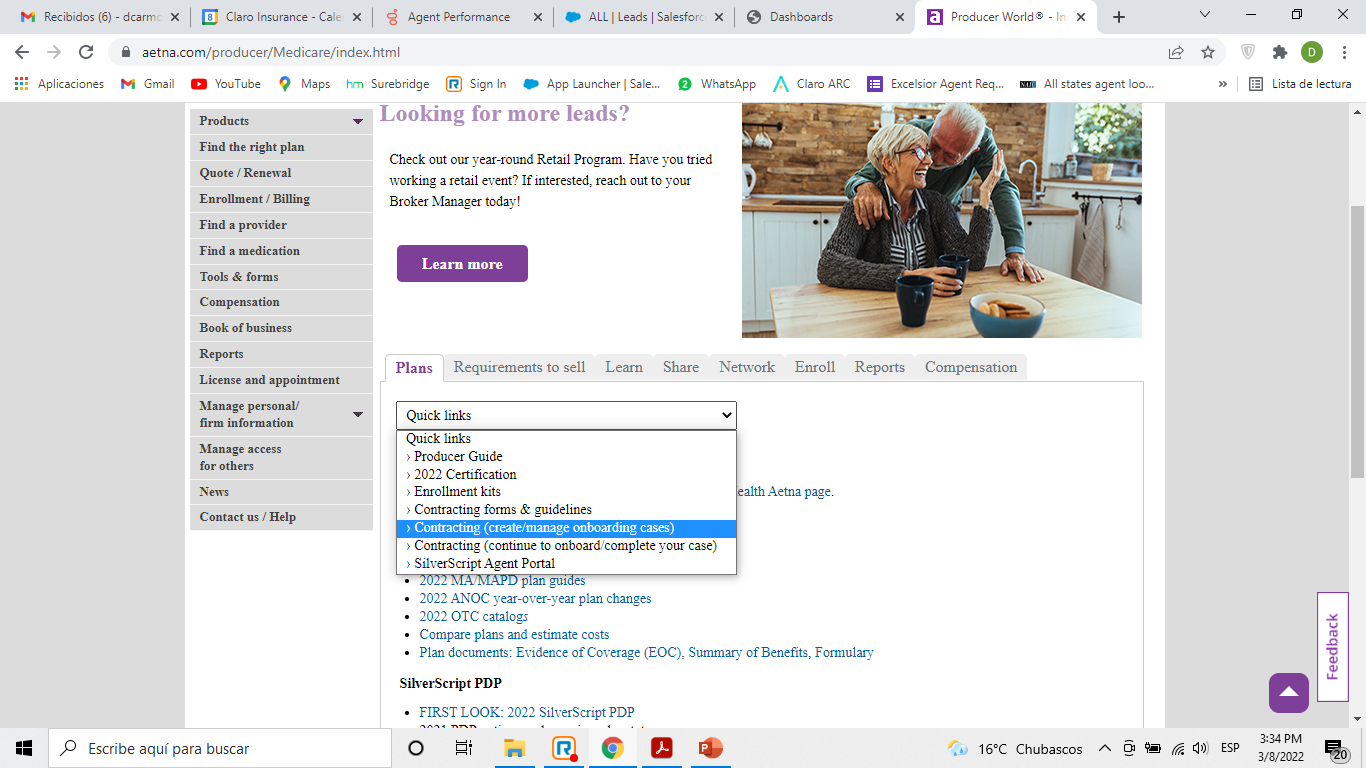 Recibidos (6) - dcarmo
Claro Insurance - Cale
Agent Performance
ALL | Leads | Salesforc
Dashboards
Producer World® - In
aetna.com/producer/Medicare/index.html
D
Aplicaciones
Gmail
YouTube
Maps
hm Surebridge
Sign In
App Launcher | Sale...
WhatsApp
Claro ARC
Excelsior Agent Req...
All states agent loo...
»
Lista de lectura
Products
Find the right plan
Quote / Renewal
Enrollment / Billing
Find a provider
Find a medication
Tools & forms
Compensation
Book of business
Reports
License and appointment
Manage personal/
firm information
Manage access
for others
News
Contact us / Help
Looking for more leads?
Check out our year-round Retail Program. Have you tried
working a retail event? If interested, reach out to your
Broker Manager today!
Learn more
Plans
Requirements to sell
Learn
Share
Network
Enroll
Reports
Compensation
Quick links
Quick links
› Producer Guide
› 2022 Certification
› Enrollment kits
ealth Aetna page.
› Contracting forms & guidelines
› Contracting (create/manage onboarding cases)
› Contracting (continue to onboard/complete your case)
› SilverScript Agent Portal
• 2022 MA/MAPD plan guides
• 2022 ANOC year-over-year plan changes
• 2022 OTC catalogs
• Compare plans and estimate costs
• Plan documents: Evidence of Coverage (EOC), Summary of Benefits, Formulary
SilverScript PDP
• FIRST LOOK: 2022 SilverScript PDP
Feedback
Escribe aquí para buscar
16°C Chubascos
ESP
3:34 PM
3/8/2022
20